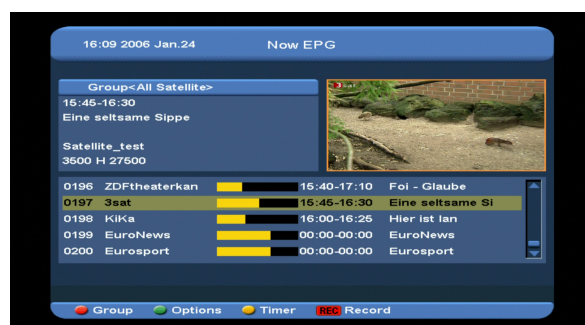 16:09 2006 Jan.24 Now EPG
Group<All Satellite>
15:45-16:30
Eine seltsame Sippe
Satellite_test
3500 H 27500
3sat
0196 ZDFtheaterkan 15:40-17:10 Foi - Glaube
0197 3sat 15:45-16:30 Eine seltsame Si
0198 KiKa 16:00-16:25 Hier ist Ian
0199 EuroNews 00:00-00:00 EuroNews
0200 Eurosport 00:00-00:00 Eurosport
Group Options Timer REC Record